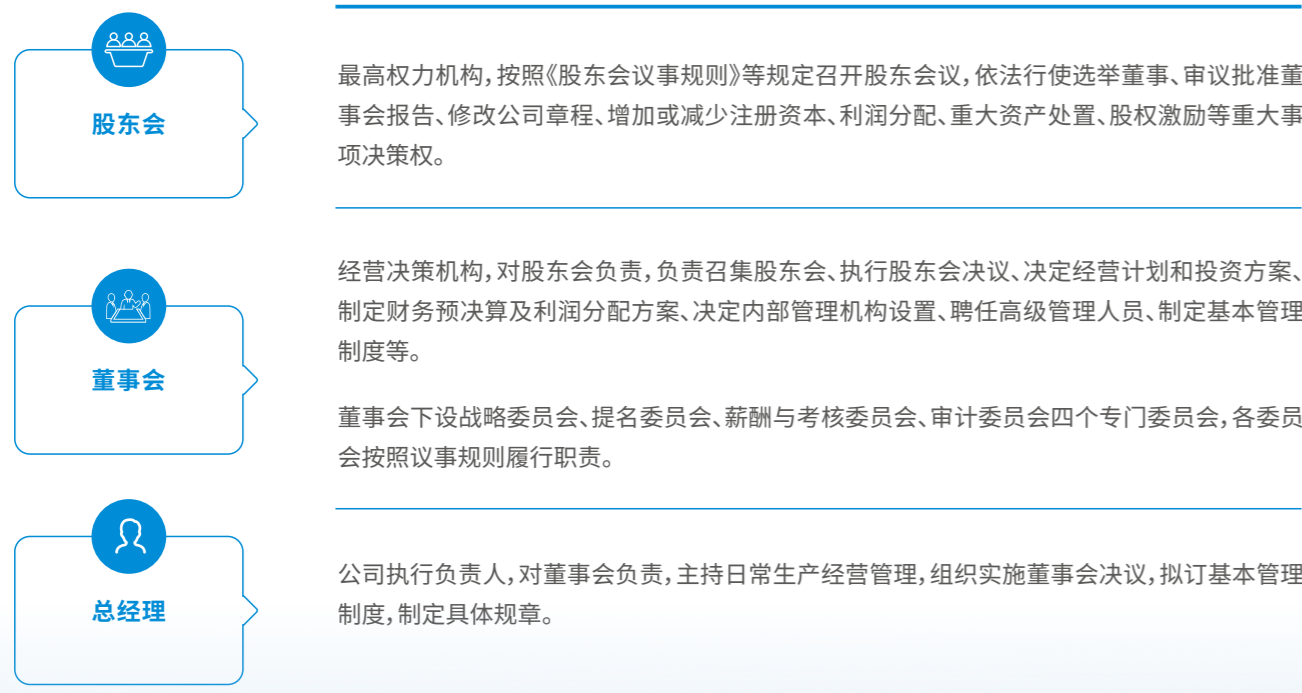 股东会
最高权力机构，按照《股东会议事规则》等规定召开股东会议，依法行使选举董事、审议批准董
事会报告、修改公司章程、增加或减少注册资本、利润分配、重大资产处置、股权激励等重大事
项决策权。
董事会
经营决策机构，对股东会负责，负责召集股东会、执行股东会决议、决定经营计划和投资方案、
制定财务预决算及利润分配方案、决定内部管理机构设置、聘任高级管理人员、制定基本管理
制度等。
董事会下设战略委员会、提名委员会、薪酬与考核委员会、审计委员会四个专门委员会，各委员
会按照议事规则履行职责。
总经理
公司执行负责人，对董事会负责，主持日常生产经营管理，组织实施董事会决议，拟订基本管理
制度，制定具体规章。